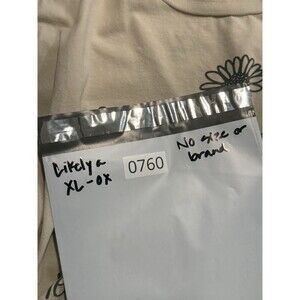 Likely a
XL-0X
0760
No size or
brand